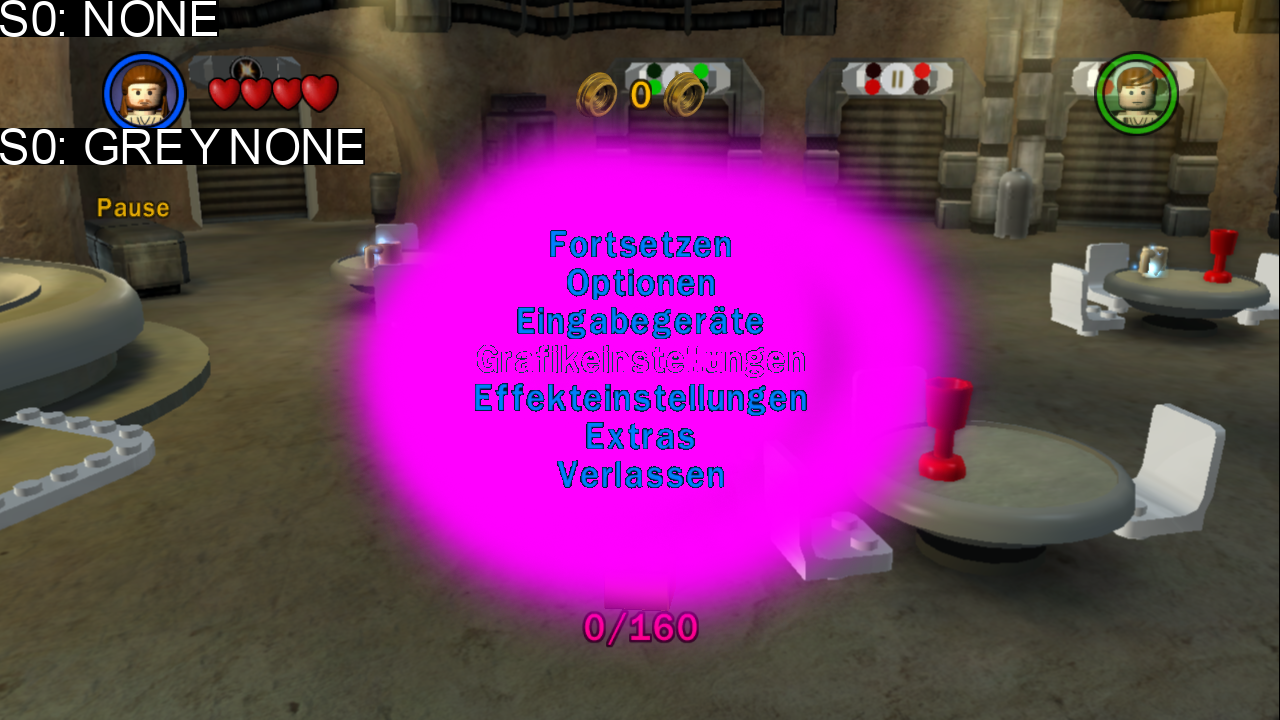 S0: NONE
0
S0: GREY NONE
Pause
Fortsetzen
Optionen
Eingabegeräte
Grafikeinstellungen
Effekteinstellungen
Extras
Verlassen
0/160